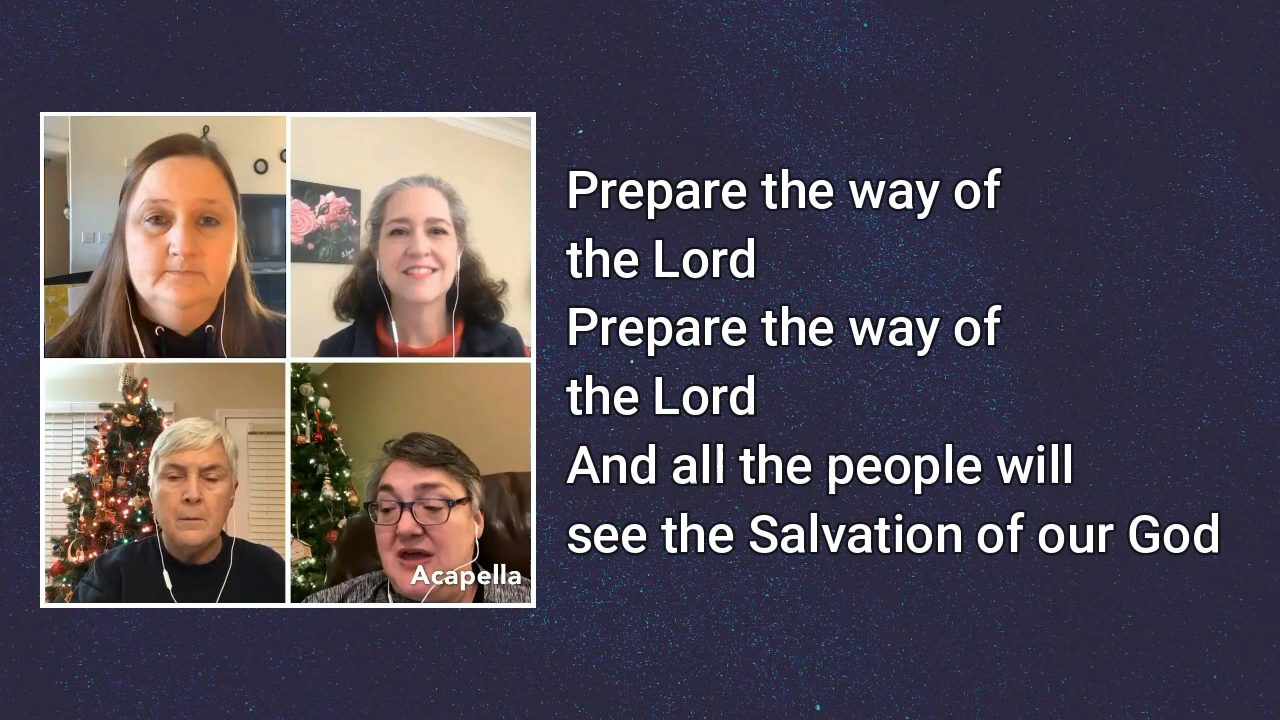 Prepare the way of
the Lord
Prepare the way of
the Lord
And all the people will
see the Salvation of our God
Acapella